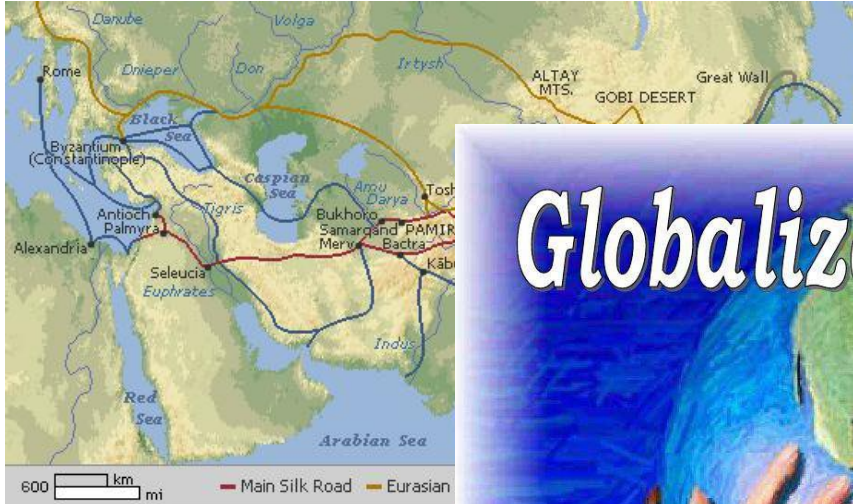 Danube
Volga
Rome
Dnieper
Don
Irtysh
ALTAY
MTS.
Great Wall
GOBI DESERT
Black
Sea
Byzantium
(Constantinople)
Caspian
Sea
Amu
Darya
Tosh
Antioch
Tigris
Bukhoro
Samarqand
PAMIR
Palmyra
Alexandria
Merv
Bactra
Seleucia
Kābu
Euphrates
Indus
Red
Sea
Arabian Sea
600 km
mi
Main Silk Road
Eurasian
Globaliz